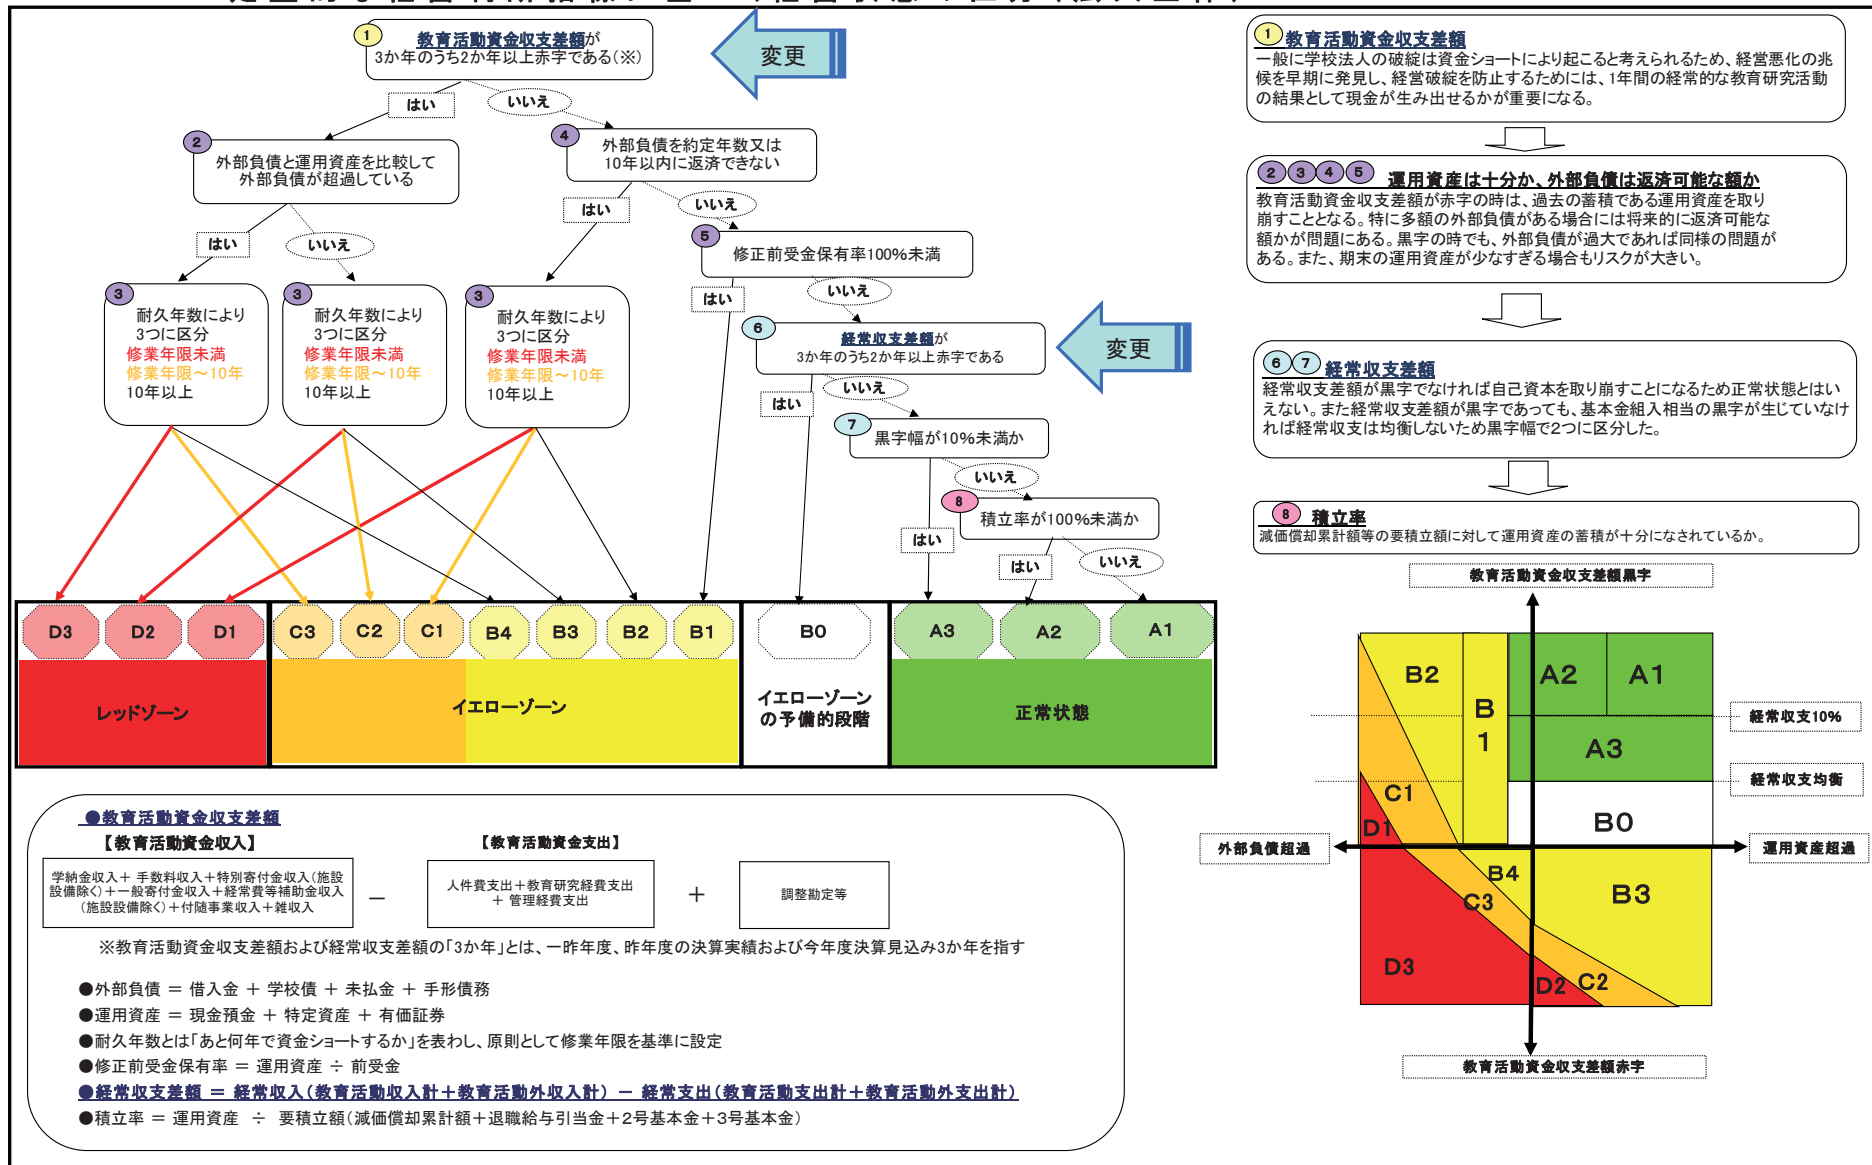 1
教育活動資金収支差額が
3か年のうち2か年以上赤字である(※)
変更
はい
いいえ
2
外部負債と運用資産を比較して
外部負債が超過している
4
外部負債を約定年数又は
10年以内に返済できない
はい
いいえ
はい
いいえ
5
修正前受金保有率100%未満
3
耐久年数により
3つに区分
修業年限未満
修業年限～10年
10年以上
3
耐久年数により
3つに区分
修業年限未満
修業年限～10年
10年以上
3
耐久年数により
3つに区分
修業年限未満
修業年限～10年
10年以上
はい
いいえ
6
経常収支差額が
3か年のうち2か年以上赤字である
変更
はい
いいえ
7
黒字幅が10%未満か
はい
いいえ
8
積立率が100%未満か
はい
いいえ
D3
D2
D1
C3
C2
C1
B4
B3
B2
B1
B0
A3
A2
A1
レッドゾーン
イエローゾーン
イエローゾーン
の予備的段階
正常状態
●教育活動資金収支差額
【教育活動資金収入】
【教育活動資金支出】
学納金収入＋手数料収入＋特別寄付金収入(施設
設備除く)＋一般寄付金収入＋経常費等補助金収入
(施設設備除く)＋付随事業収入＋雑収入
－
人件費支出＋教育研究経費支出
＋ 管理経費支出
＋
調整勘定等
※教育活動資金収支差額および経常収支差額の「3か年」とは、一昨年度、昨年度の決算実績および今年度決算見込み3か年を指す
●外部負債 ＝ 借入金 ＋ 学校債 ＋ 未払金 ＋ 手形債務
●運用資産 ＝ 現金預金 ＋ 特定資産 ＋ 有価証券
●耐久年数とは「あと何年で資金ショートするか」を表わし、原則として修業年限を基準に設定
●修正前受金保有率 ＝ 運用資産 ÷ 前受金
●経常収支差額 ＝ 経常収入(教育活動収入計＋教育活動外収入計) － 経常支出(教育活動支出計＋教育活動外支出計)
●積立率 ＝ 運用資産 ÷ 要積立額(減価償却累計額＋退職給与引当金＋2号基本金＋3号基本金)
1 教育活動資金収支差額
一般に学校法人の破綻は資金ショートにより起こると考えられるため、経営悪化の兆
候を早期に発見し、経営破綻を防止するためには、1年間の経常的な教育研究活動
の結果として現金が生み出せるかが重要になる。
2 3 4 5 運用資産は十分か、外部負債は返済可能な額か
教育活動資金収支差額が赤字の時は、過去の蓄積である運用資産を取り
崩すこととなる。特に多額の外部負債がある場合には将来的に返済可能な
額かが問題にある。黒字の時でも、外部負債が過大であれば同様の問題が
ある。また、期末の運用資産が少なすぎる場合もリスクが大きい。
6 7 経常収支差額
経常収支差額が黒字でなければ自己資本を取り崩すことになるため正常状態とはい
えない。また経常収支差額が黒字であっても、基本金組入相当の黒字が生じていなけ
れば経常収支は均衡しないため黒字幅で2つに区分した。
8 積立率
減価償却累計額等の要積立額に対して運用資産の蓄積が十分になされているか。
教育活動資金収支差額黒字
B2
B
1
A2
A1
経常収支10%
A3
経常収支均衡
C1
D1
B0
外部負債超過
運用資産超過
B4
C3
B3
D3
D2
C2
教育活動資金収支差額赤字